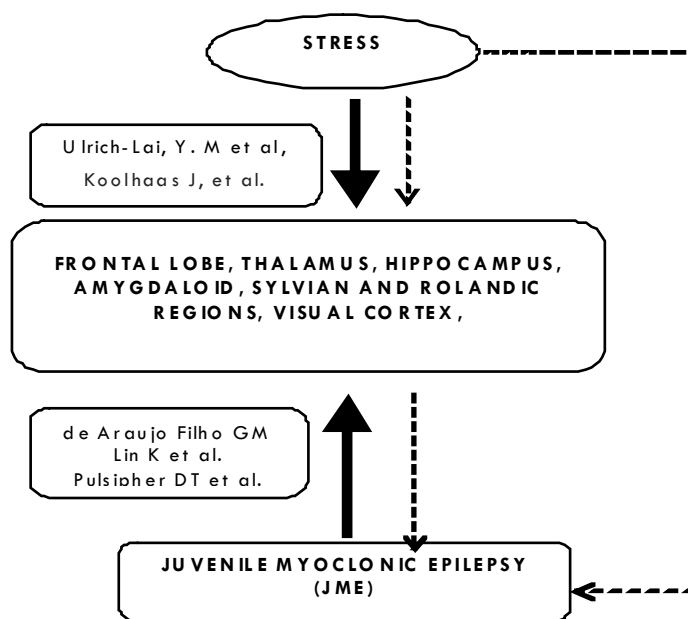 STRESS
Ulrich-Lai, Y. M et al,
Koolhaas J, et al.
FRONTAL LOBE, THALAMUS, HIPPOCAMPUS,
AMYGDALOID, SYLVIAN AND ROLANDIC
REGIONS, VISUAL CORTEX,
de Araujo Filho GM
Lin K et al.
Pulsipher DT et al.
JUVENILE MYOCLONIC EPILEPSY
(JME)